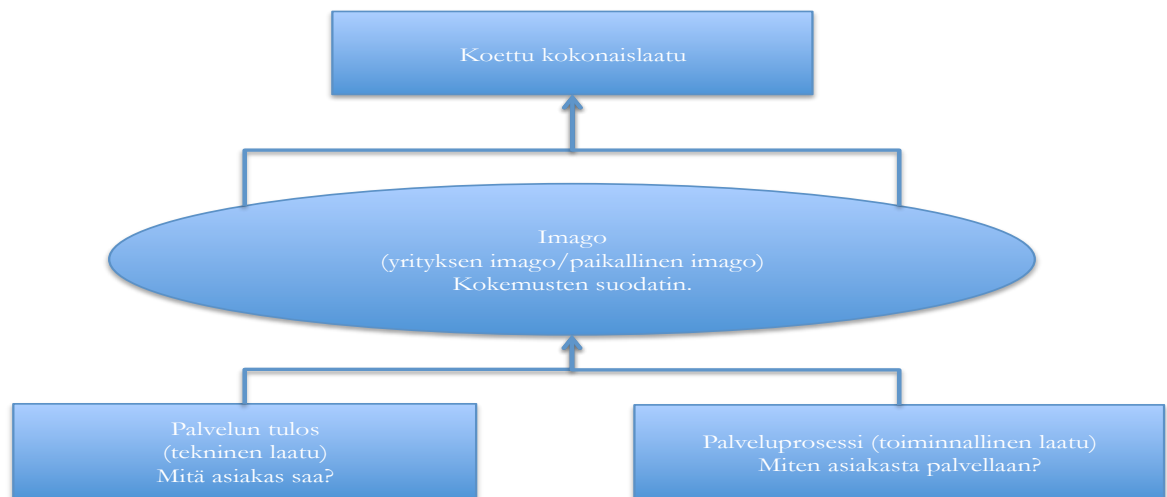 Koettu kokonaislaatu
Imago
(yrityksen imago/paikallinen imago)
Kokemusten suodatin.
Palvelun tulos
(tekninen laatu)
Mitä asiakas saa?
Palveluprosessi (toiminnallinen laatu)
Miten asiakasta palvellaan?